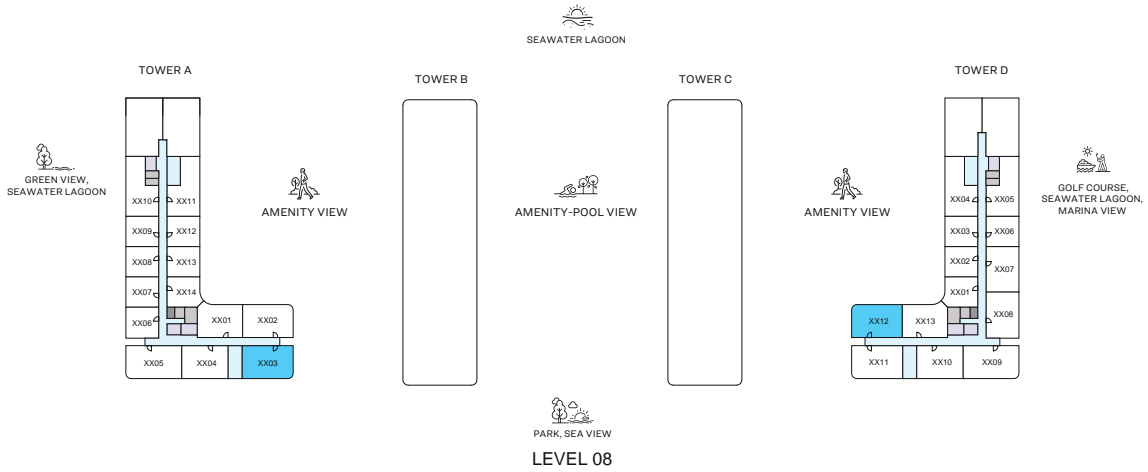 SEAWATER LAGOON
TOWER A
TOWER B
TOWER C
TOWER D
GREEN VIEW,
SEAWATER LAGOON
AMENITY VIEW
AMENITY-POOL VIEW
AMENITY VIEW
GOLF COURSE,
SEAWATER LAGOON,
MARINA VIEW
XX10
XX11
XX09
XX12
XX08
XX13
XX07
XX14
XX06
XX01
XX02
XX05
XX04
XX03
XX04
XX05
XX03
XX06
XX02
XX07
XX01
XX08
XX12
XX13
XX11
XX10
XX09
PARK, SEA VIEW
LEVEL 08